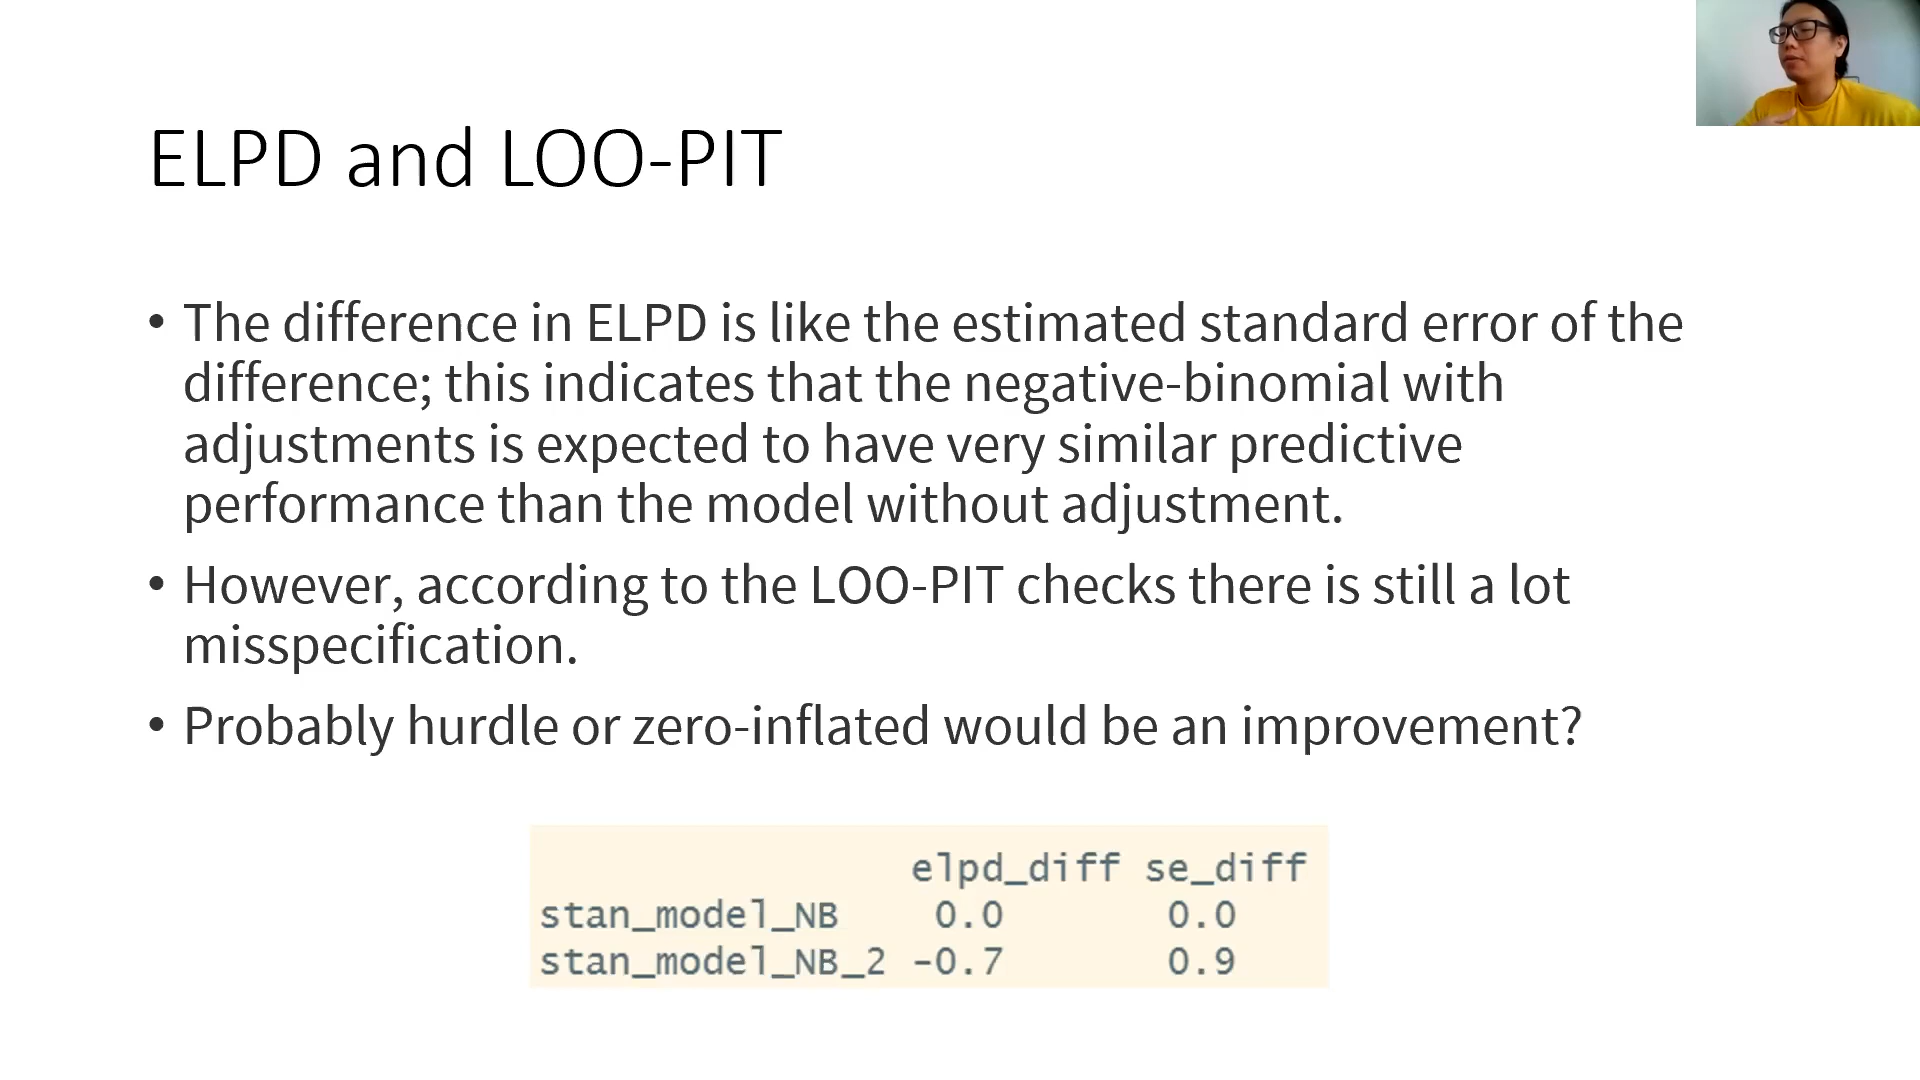 ELPD and LOO-PIT
• The difference in ELPD is like the estimated standard error of the
difference; this indicates that the negative-binomial with
adjustments is expected to have very similar predictive
performance than the model without adjustment.
• However, according to the LOO-PIT checks there is still a lot
misspecification.
• Probably hurdle or zero-inflated would be an improvement?
elpd_diff se_diff
stan_model_NB 0.0 0.0
stan_model_NB_2 -0.7 0.9